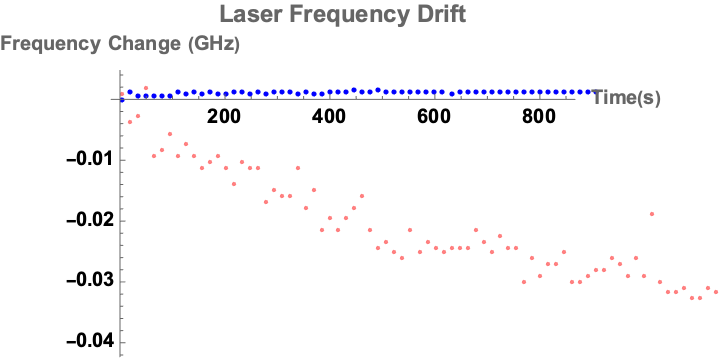 Laser Frequency Drift
Frequency Change (GHz)
Time(s)
200 400 600 800
−0.01
−0.02
−0.03
−0.04